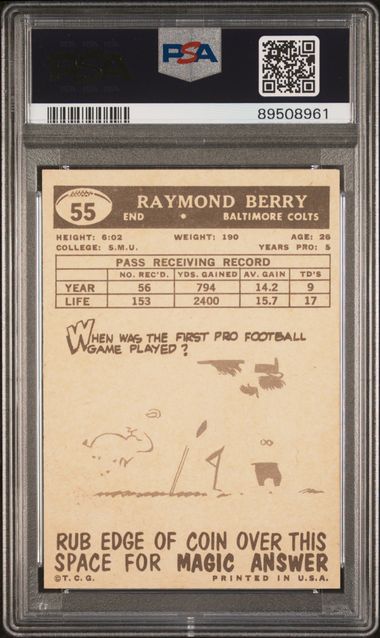 PSA
89508961
55
RAYMOND BERRY
END • BALTIMORE COLTS
HEIGHT: 6:02 WEIGHT: 190 AGE: 26
COLLEGE: S.M.U. YEARS PRO: 5
PASS RECEIVING RECORD
NO. REC'D. YDS. GAINED AV. GAIN TD'S
YEAR 56 794 14.2 9
LIFE 153 2400 15.7 17
WHEN WAS THE FIRST PRO FOOTBALL
GAME PLAYED?
RUB EDGE OF COIN OVER THIS
SPACE FOR MAGIC ANSWER
©T.C.G. PRINTED IN U.S.A.